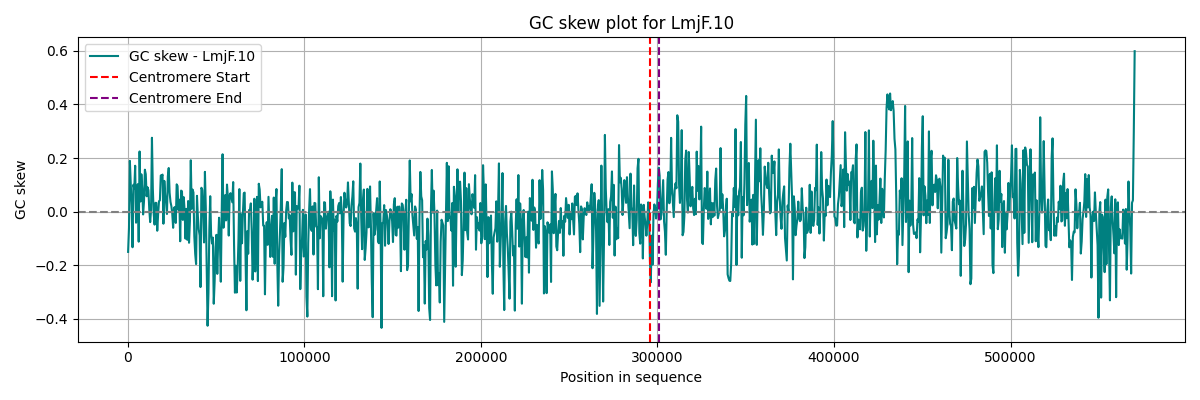 GC skew plot for LmjF.10
GC skew - LmjF.10
Centromere Start
Centromere End
GC skew
0.6
0.4
0.2
0.0
−0.2
−0.4
0 100000 200000 300000 400000 500000
Position in sequence